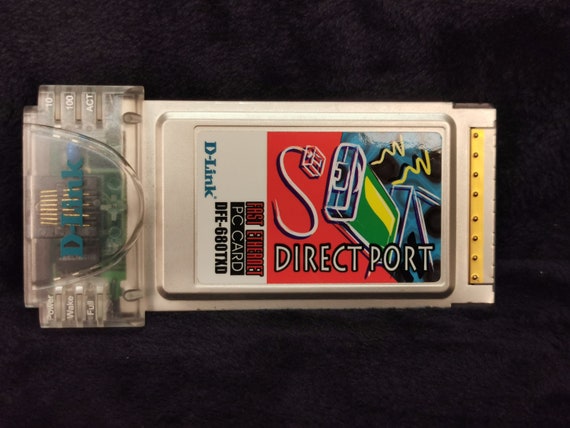 10
100
ACT
D-Link
Power
Wake
Full
D-Link
FAST ETHERNET
PC CARD
DFE-680TXD
DIRECT PORT